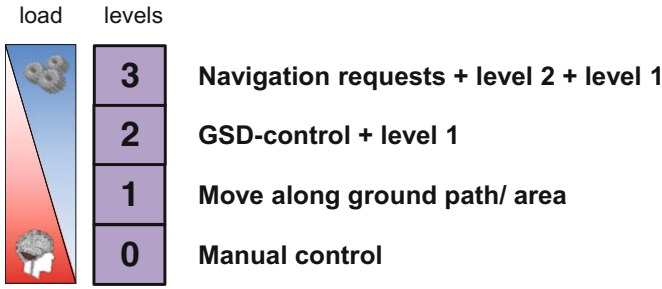 load levels
3 Navigation requests + level 2 + level 1
2 GSD-control + level 1
1 Move along ground path/ area
0 Manual control